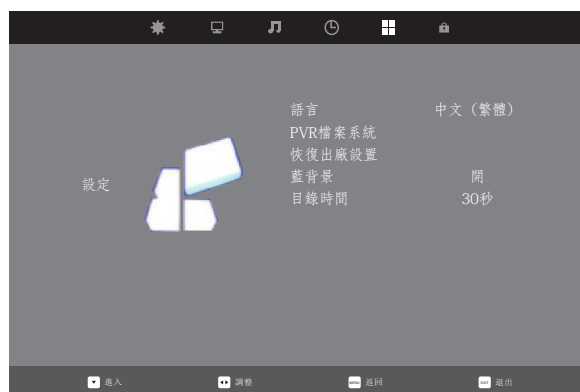 語言 中文（繁體）
PVR檔案系統
恢復出廠設置
藍背景 開
設定
目錄時間 30秒
進入 調整 MENU 返回 EXIT 退出